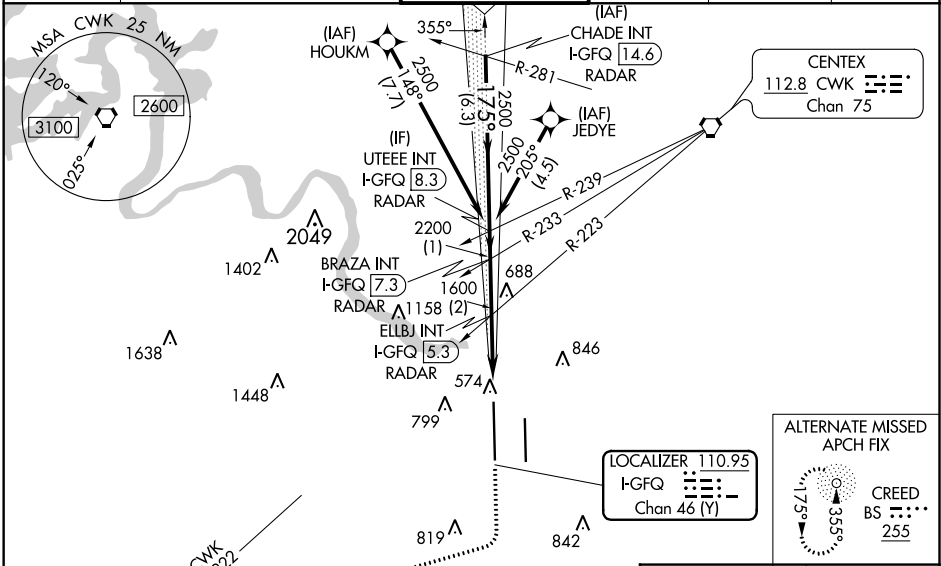 MSA CWK 25 NM
120°
3100
2600
025°
(IAF)
HOUKM
2500
148°
(7.7)
355°
(IAF)
CHADE INT
I-GFQ 14.6
RADAR
R-281
2500
175°
(6.3)
(IAF)
JEDYE
2500
205°
(4.5)
CENTEX
112.8 CWK
Chan 75
(IF)
UTEEE INT
I-GFQ 8.3
RADAR
R-239
R-233
R-223
2200
(1)
2049
1402
BRAZA INT
I-GFQ 7.3
RADAR
1600
(2)
688
1158
ELLBJ INT
I-GFQ 5.3
RADAR
1638
846
1448
574
799
LOCALIZER 110.95
I-GFQ
Chan 46 (Y)
ALTERNATE MISSED
APCH FIX
175°
355°
CREED
BS
255
819
842
CWK